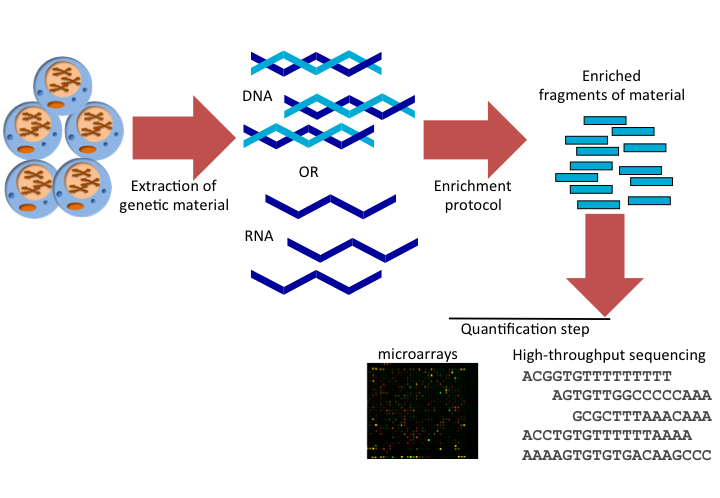 DNA
OR
RNA
Extraction of
genetic material
Enrichment
protocol
Enriched
fragments of material
Quantification step
microarrays
High-throughput sequencing
ACGGTGTTTTTTTTT
AGTGTTGGCCCCCAAA
GCGCTTTAAACAAA
ACCTGTGTTTTTTAAAA
AAAAGTGTGTGACAAGCCC